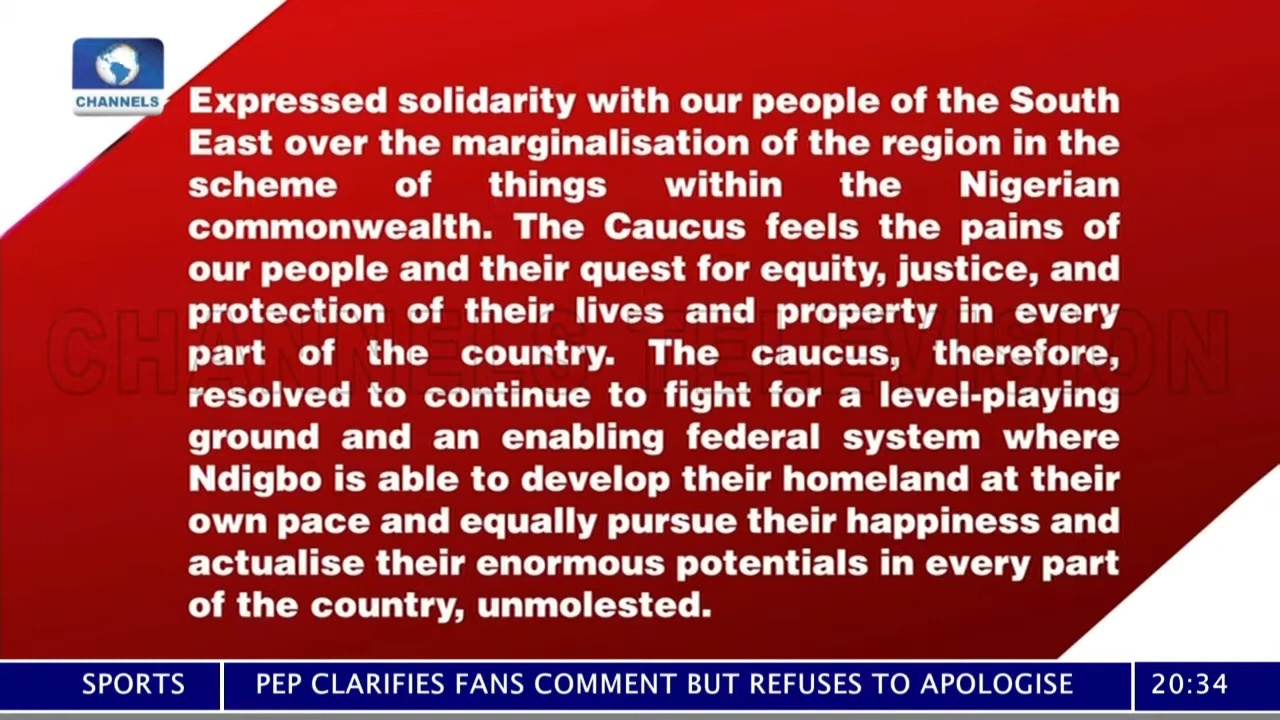 CHANNELS
Expressed solidarity with our people of the South
East over the marginalisation of the region in the
scheme of things within the Nigerian
commonwealth. The Caucus feels the pains of
our people and their quest for equity, justice, and
protection of their lives and property in every
part of the country. The caucus, therefore,
resolved to continue to fight for a level-playing
ground and an enabling federal system where
Ndigbo is able to develop their homeland at their
own pace and equally pursue their happiness and
actualise their enormous potentials in every part
of the country, unmolested.
CHANNELS TELEVISION
SPORTS PEP CLARIFIES FANS COMMENT BUT REFUSES TO APOLOGISE 20:34